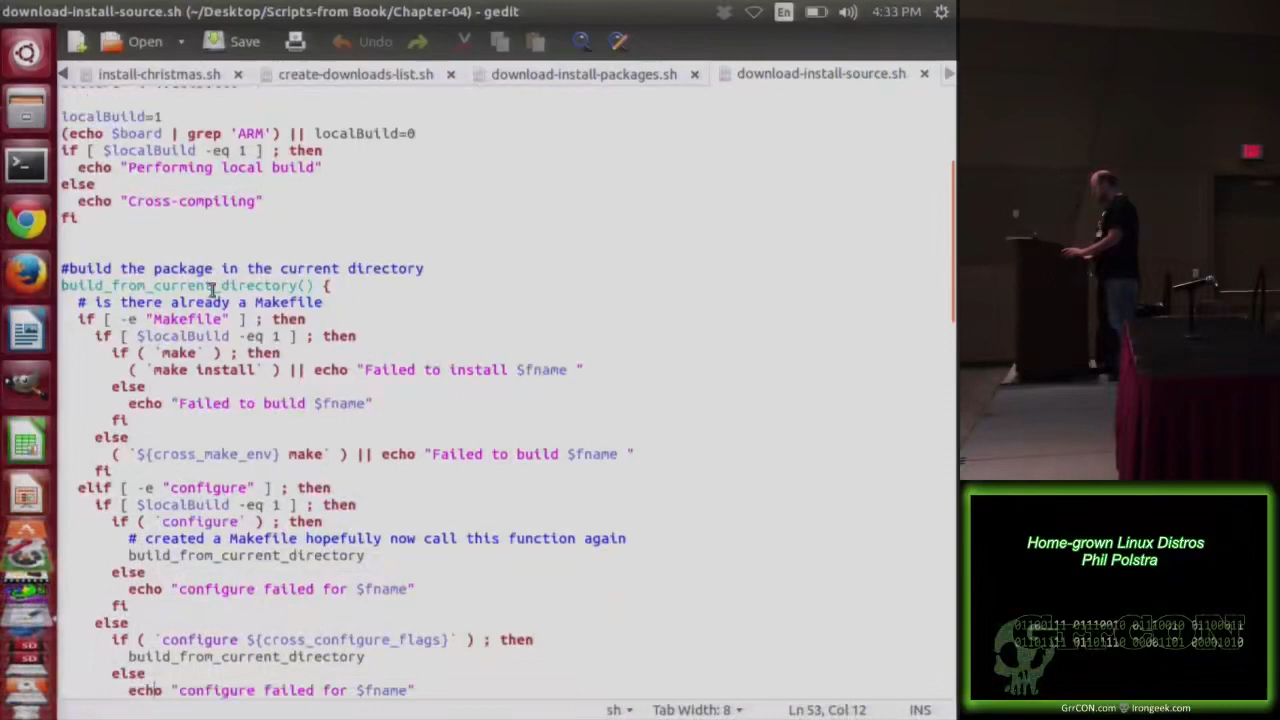 download-install-source.sh (~/Desktop/Scripts-from Book/Chapter-04) - gedit
En
4:33 PM
Open
Save
Undo
install-christmas.sh
create-downloads-list.sh
download-install-packages.sh
download-install-source.sh
localBuild=1
(echo $board | grep 'ARM') || localBuild=0
if [ $localBuild -eq 1 ] ; then
echo "Performing local build"
else
echo "Cross-compiling"
fi
#build the package in the current directory
build_from_current_directory() {
# is there already a Makefile
if [ -e "Makefile" ] ; then
if [ $localBuild -eq 1 ] ; then
if ( `make` ) ; then
( `make install` ) || echo "Failed to install $fname "
else
echo "Failed to build $fname"
fi
else
( `${cross_make_env} make` ) || echo "Failed to build $fname "
fi
elif [ -e "configure" ] ; then
if [ $localBuild -eq 1 ] ; then
if ( `configure` ) ; then
# created a Makefile hopefully now call this function again
build_from_current_directory
else
echo "configure failed for $fname"
fi
else
if ( `configure ${cross_configure_flags}` ) ; then
build_from_current_directory
else
echo "configure failed for $fname"
sh
Tab Width: 8
Ln 53, Col 12
INS
SD
SD
Home-grown Linux Distros
Phil Polstra
GrrCON
GrrCON.com
Irongeek.com